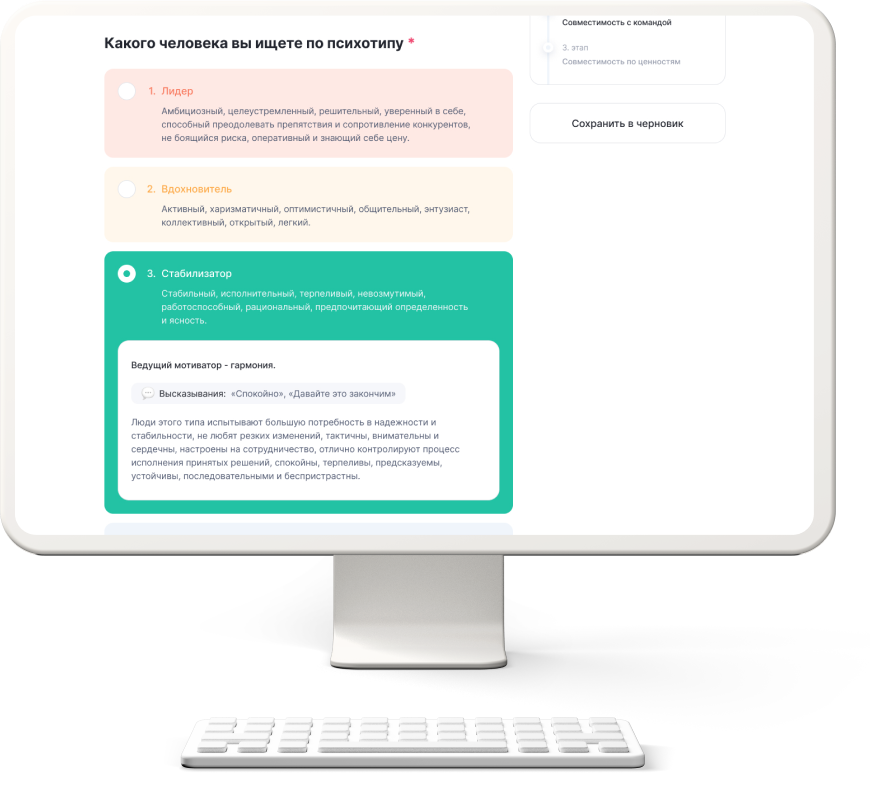 Какого человека вы ищете по психотипу *
1. Лидер
Амбициозный, целеустремленный, решительный, уверенный в себе,
способный преодолевать препятствия и сопротивление конкурентов,
не боящийся риска, оперативный и знающий себе цену.
2. Вдохновитель
Активный, харизматичный, оптимистичный, общительный, энтузиаст,
коллективный, открытый, легкий.
3. Стабилизатор
Стабильный, исполнительный, терпеливый, невозмутимый,
работоспособный, рациональный, предпочитающий определенность
и ясность.
Ведущий мотиватор - гармония.
Высказывания: «Спокойно», «Давайте это закончим»
Люди этого типа испытывают большую потребность в надежности и
стабильности, не любят резких изменений, тактичны, внимательны и
сердечны, настроены на сотрудничество, отлично контролируют процесс
исполнения принятых решений, спокойны, терпеливы, предсказуемы,
устойчивы, последовательными и беспристрастны.
Совместимость с командой
3. этап
Совместимость по ценностям
Сохранить в черновик